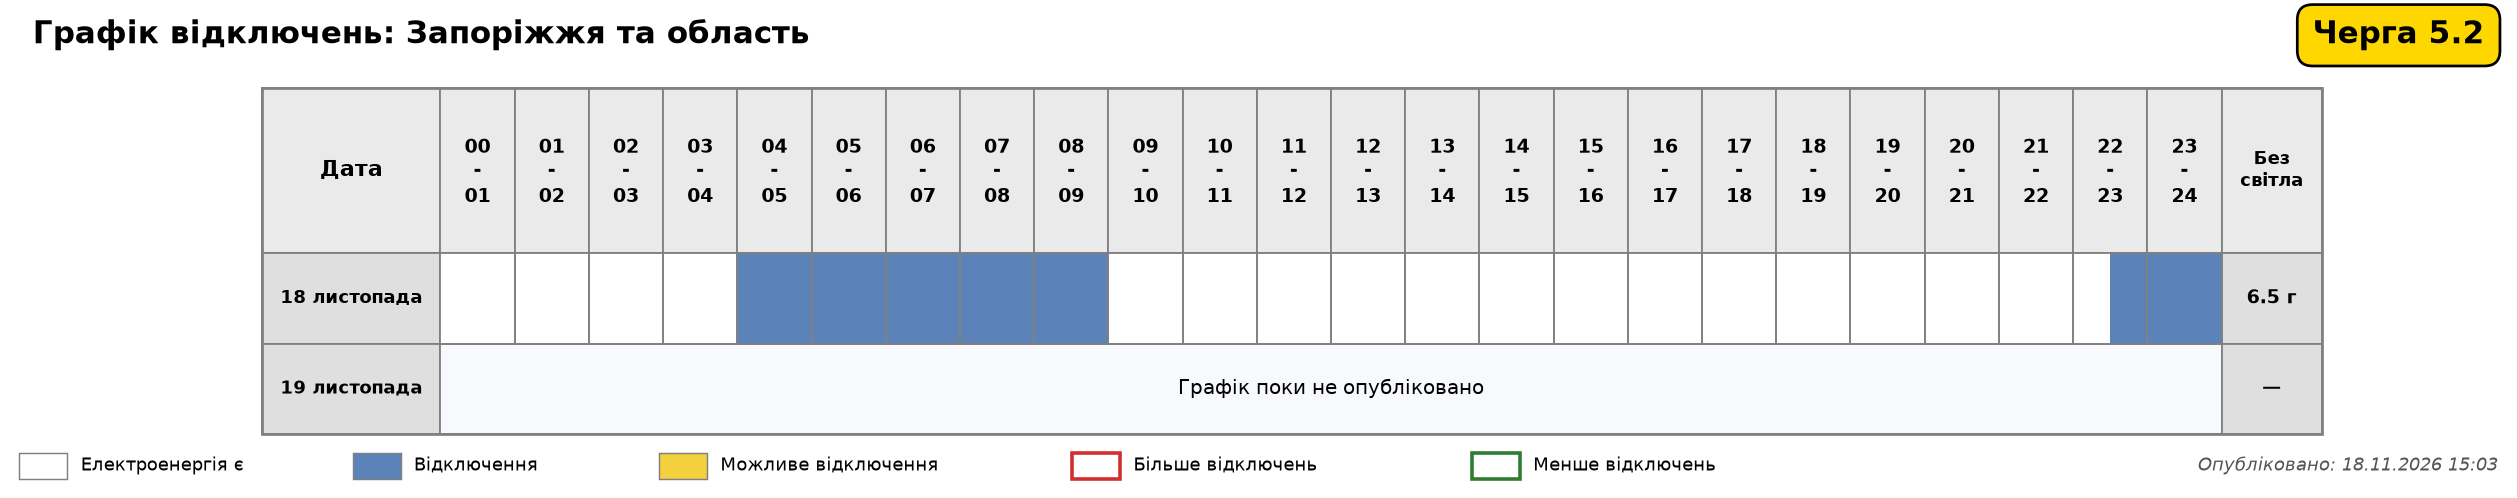 Графік відключень: Запоріжжя та область
Черга 5.2
Дата
00 - 01
01 - 02
02 - 03
03 - 04
04 - 05
05 - 06
06 - 07
07 - 08
08 - 09
09 - 10
10 - 11
11 - 12
12 - 13
13 - 14
14 - 15
15 - 16
16 - 17
17 - 18
18 - 19
19 - 20
20 - 21
21 - 22
22 - 23
23 - 24
Без
світла
18 листопада
6.5 г
19 листопада
Графік поки не опубліковано
—
Електроенергія є
Відключення
Можливе відключення
Більше відключень
Менше відключень
Опубліковано: 18.11.2026 15:03